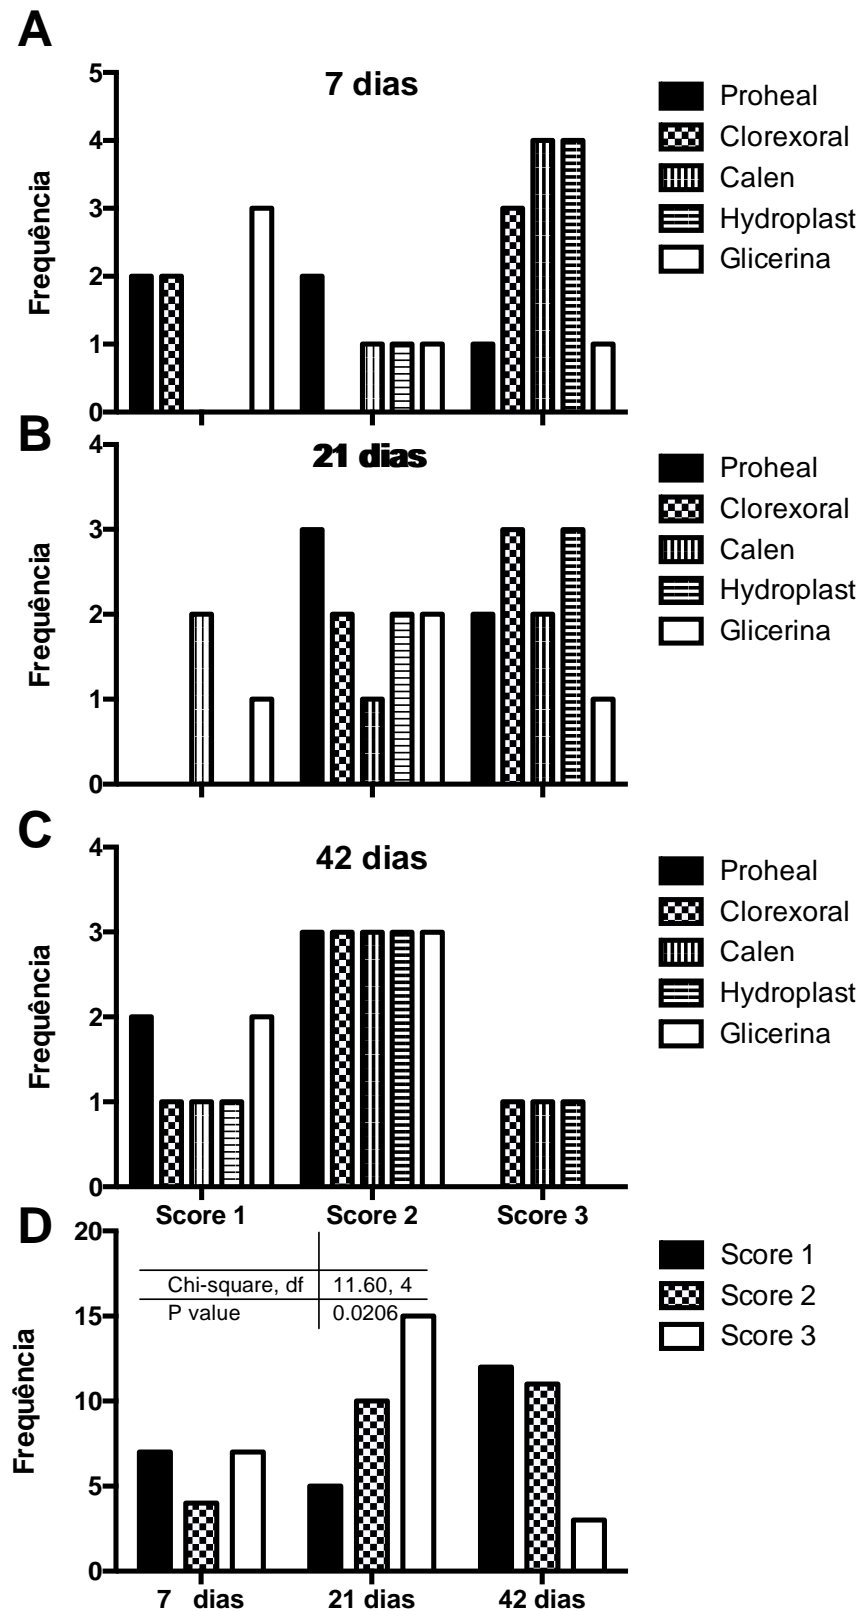 A
7 dias
5
4
3
2
1
0
Frequência
Proheal
Clorexoral
Calen
Hydroplast
Glicerina
B
21 dias
4
3
2
1
0
Frequência
Proheal
Clorexoral
Calen
Hydroplast
Glicerina
C
42 dias
4
3
2
1
0
Frequência
Proheal
Clorexoral
Calen
Hydroplast
Glicerina
Score 1 Score 2 Score 3
D
20
15
10
5
0
Frequência
Chi-square, df 11.60, 4
P value 0.0206
Score 1
Score 2
Score 3
7 dias 21 dias 42 dias